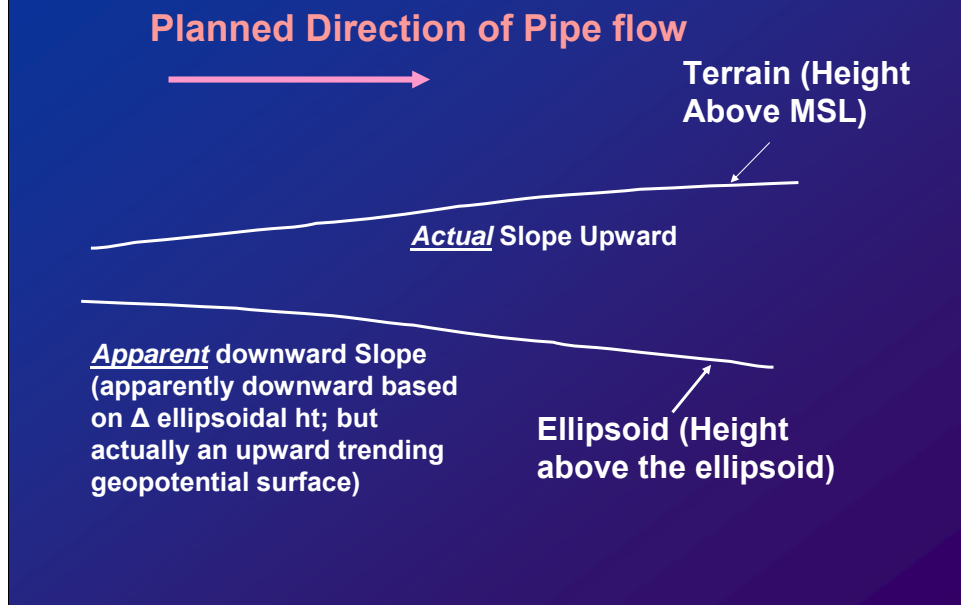 Planned Direction of Pipe flow
Terrain (Height
Above MSL)
Actual Slope Upward
Apparent downward Slope
(apparently downward based
on Δ ellipsoidal ht; but
actually an upward trending
geopotential surface)
Ellipsoid (Height
above the ellipsoid)